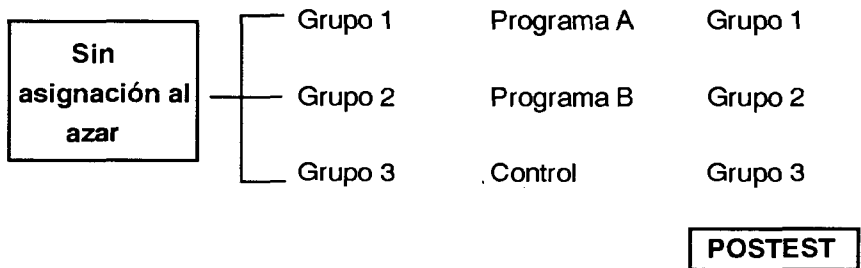 Sin
asignación al
azar
Grupo 1 Programa A Grupo 1
Grupo 2 Programa B Grupo 2
Grupo 3 Control Grupo 3
POSTEST